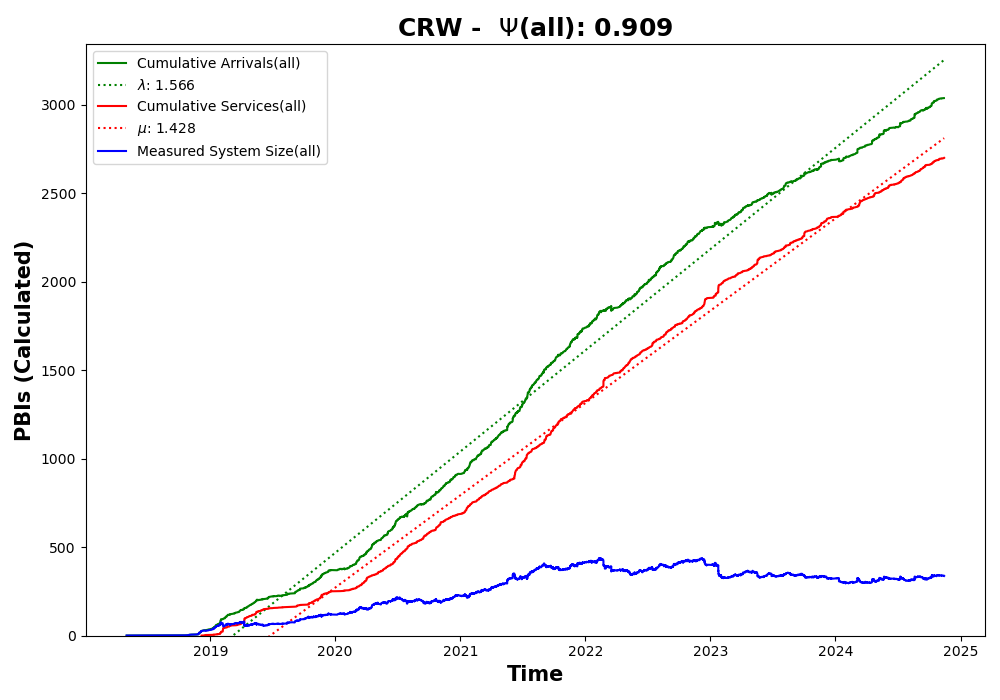 CRW -  Ψ(all): 0.909
Cumulative Arrivals(all)
λ: 1.566
Cumulative Services(all)
μ: 1.428
Measured System Size(all)
PBIs (Calculated)
3000
2500
2000
1500
1000
500
0
2019 2020 2021 2022 2023 2024 2025
Time